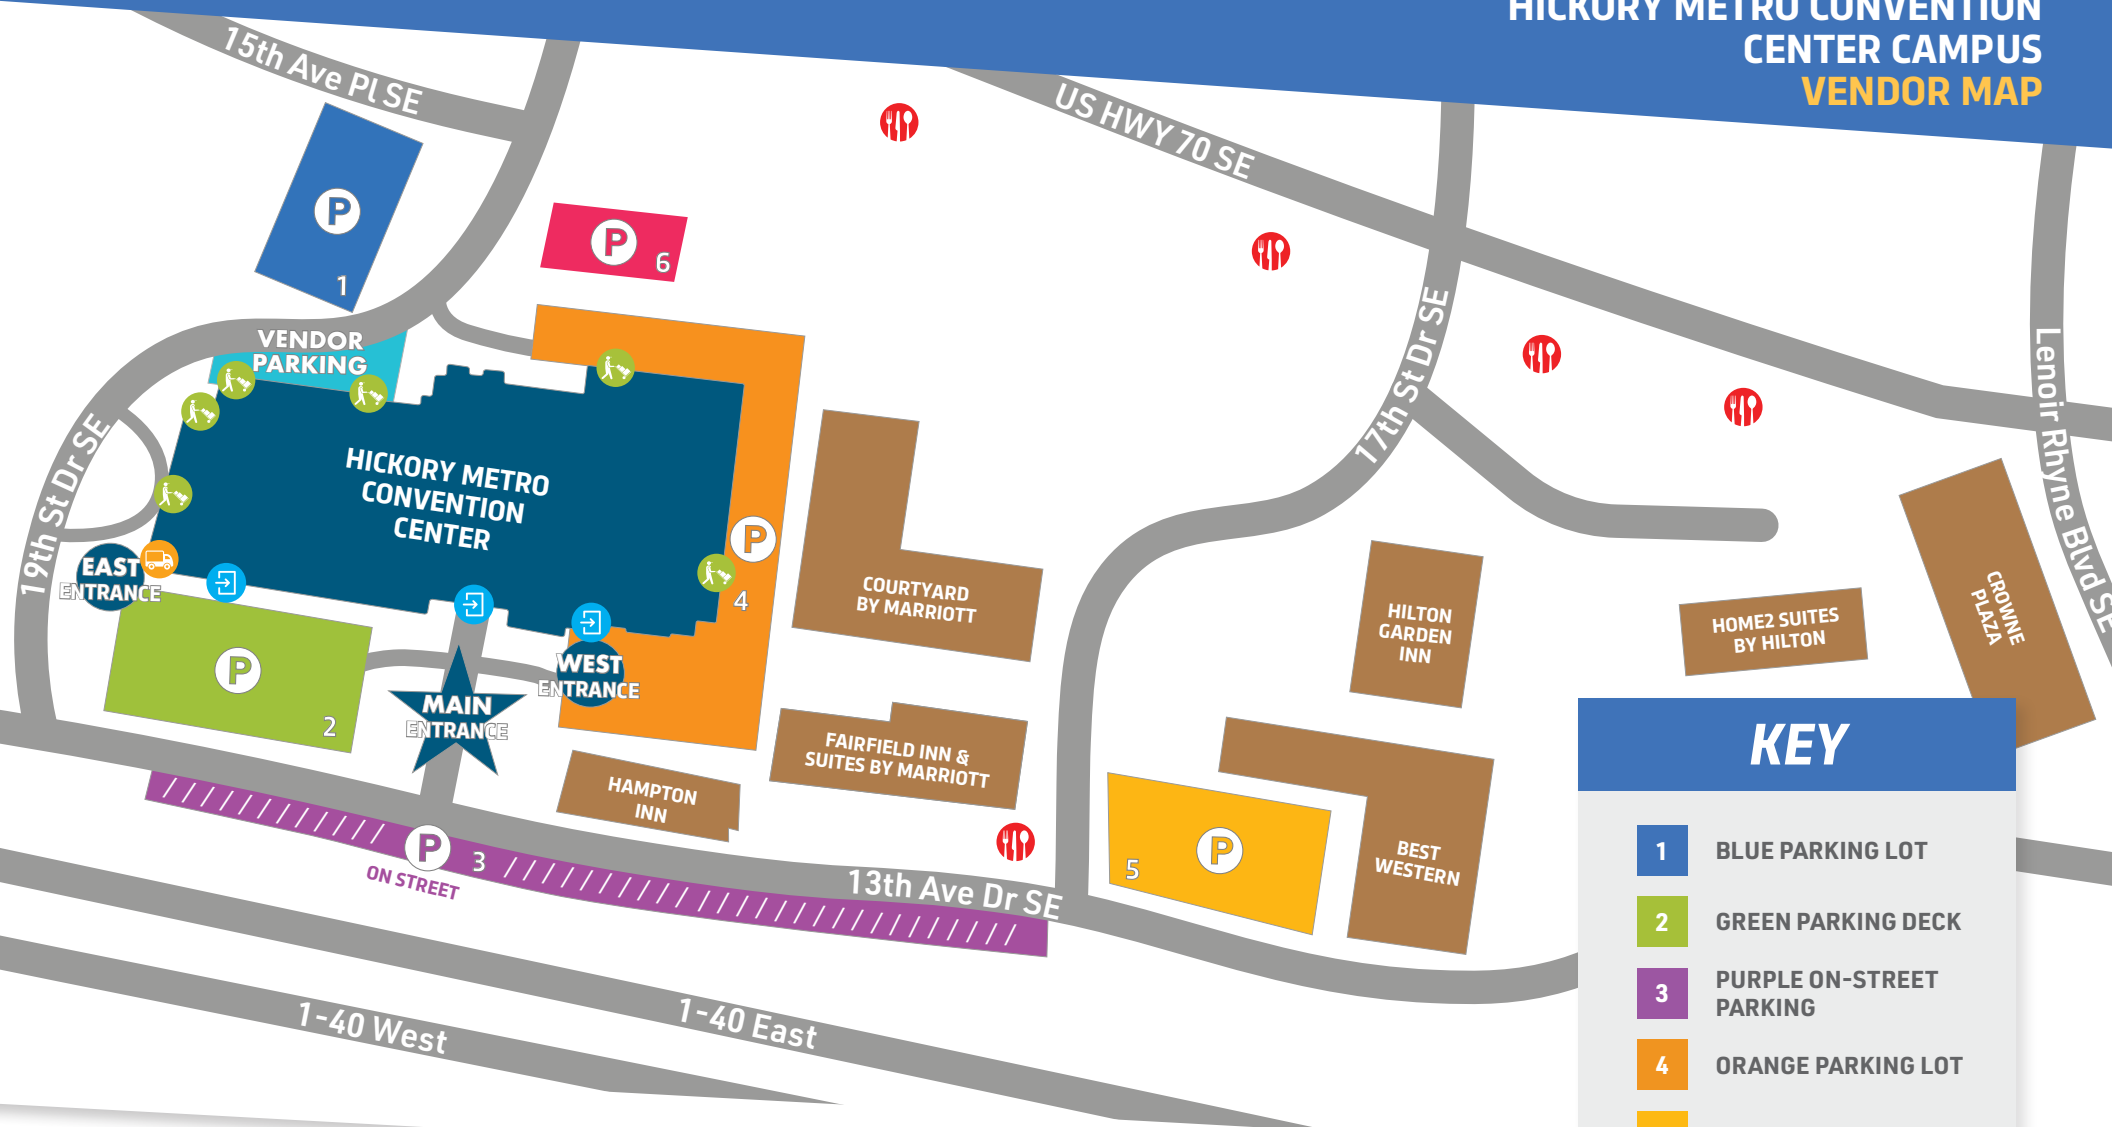 HICKORY METRO CONVENTION
CENTER CAMPUS
VENDOR MAP
15th Ave Pl SE
US HWY 70 SE
P
1
P
6
VENDOR
PARKING
17th St Dr SE
Lenoir Rhyne Blvd SE
19th St Dr SE
HICKORY METRO
CONVENTION
CENTER
P
4
EAST
ENTRANCE
COURTYARD
BY MARRIOTT
HILTON
GARDEN
INN
HOME2 SUITES
BY HILTON
CROWNE
PLAZA
P
2
MAIN
ENTRANCE
WEST
ENTRANCE
FAIRFIELD INN &
SUITES BY MARRIOTT
HAMPTON
INN
P
3
ON STREET
13th Ave Dr SE
P
5
BEST
WESTERN
1-40 West
1-40 East
KEY
1 BLUE PARKING LOT
2 GREEN PARKING DECK
3 PURPLE ON-STREET
PARKING
4 ORANGE PARKING LOT